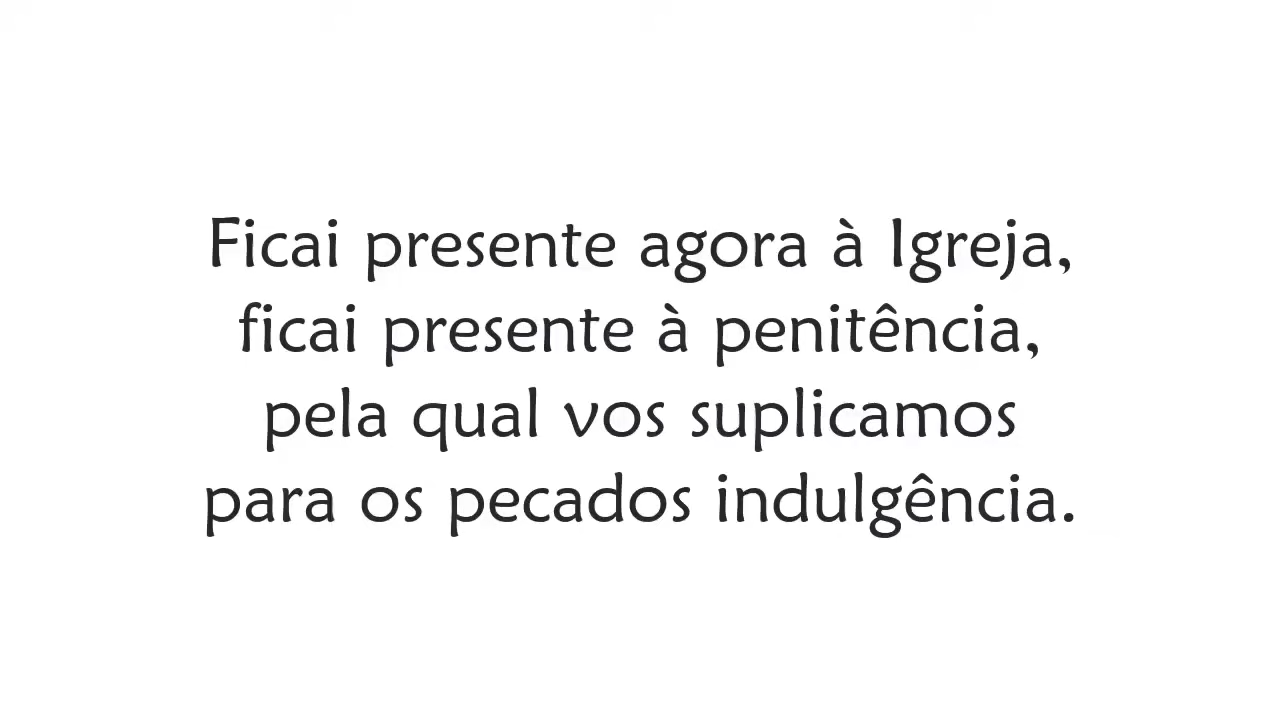 Ficai presente agora à Igreja,
ficai presente à penitência,
pela qual vos suplicamos
para os pecados indulgência.